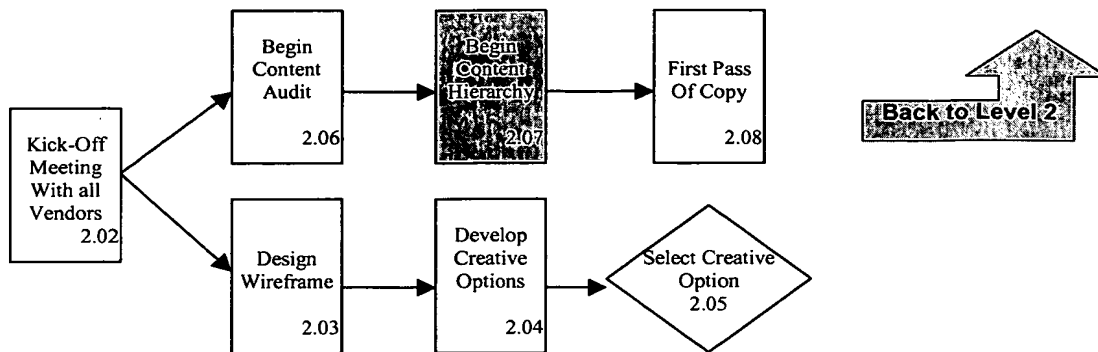 Kick-Off
Meeting
With all
Vendors
2.02
Begin
Content
Audit
2.06
Begin
Content
Hierarchy
2.07
First Pass
Of Copy
2.08
Design
Wireframe
2.03
Develop
Creative
Options
2.04
Select Creative
Option
2.05
Back to Level 2